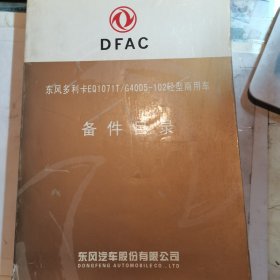 DFAC
东风多利卡EQ1071T/G40D5-102轻型商用车
备件目录
东风汽车股份有限公司
DONGFENG AUTOMOBILE CO., LTD